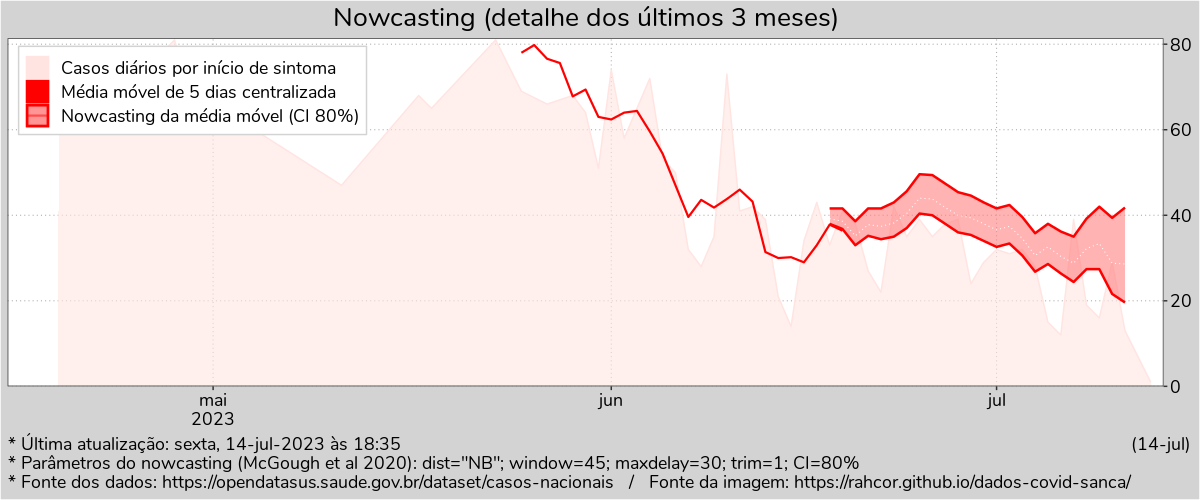 Nowcasting (detalhe dos últimos 3 meses)
Casos diários por início de sintoma
Média móvel de 5 dias centralizada
Nowcasting da média móvel (CI 80%)
80
60
40
20
0
mai
2023
jun
jul
* Última atualização: sexta, 14-jul-2023 às 18:35
(14-jul)
* Parâmetros do nowcasting (McGough et al 2020): dist="NB"; window=45; maxdelay=30; trim=1; CI=80%
* Fonte dos dados: https://opendatasus.saude.gov.br/dataset/casos-nacionais / Fonte da imagem: https://rahcor.github.io/dados-covid-sanca/